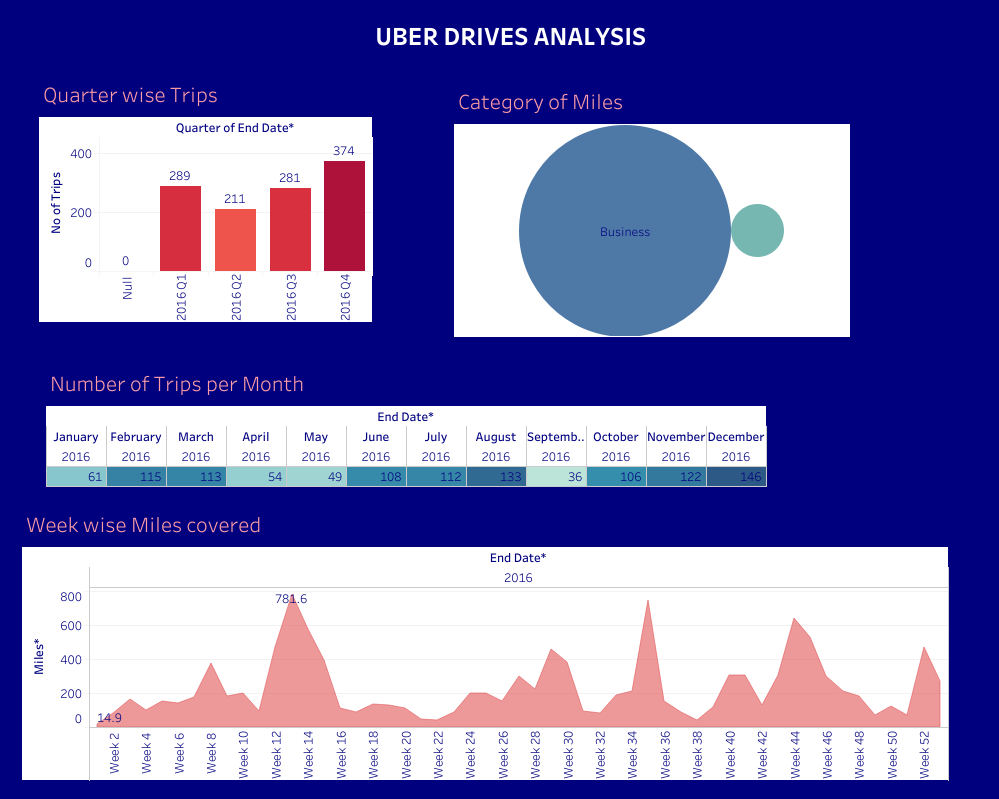 UBER DRIVES ANALYSIS
Quarter wise Trips
Quarter of End Date*
No of Trips
400
200
0
0
289
211
281
374
Null
2016 Q1
2016 Q2
2016 Q3
2016 Q4
Category of Miles
Business
Number of Trips per Month
End Date*
January February March April May June July August Septemb.. October November December
2016 2016 2016 2016 2016 2016 2016 2016 2016 2016 2016 2016
61 115 113 54 49 108 112 133 36 106 122 146
Week wise Miles covered
End Date*
2016
Miles*
800
600
400
200
0
781.6
14.9
Week 2
Week 4
Week 6
Week 8
Week 10
Week 12
Week 14
Week 16
Week 18
Week 20
Week 22
Week 24
Week 26
Week 28
Week 30
Week 32
Week 34
Week 36
Week 38
Week 40
Week 42
Week 44
Week 46
Week 48
Week 50
Week 52